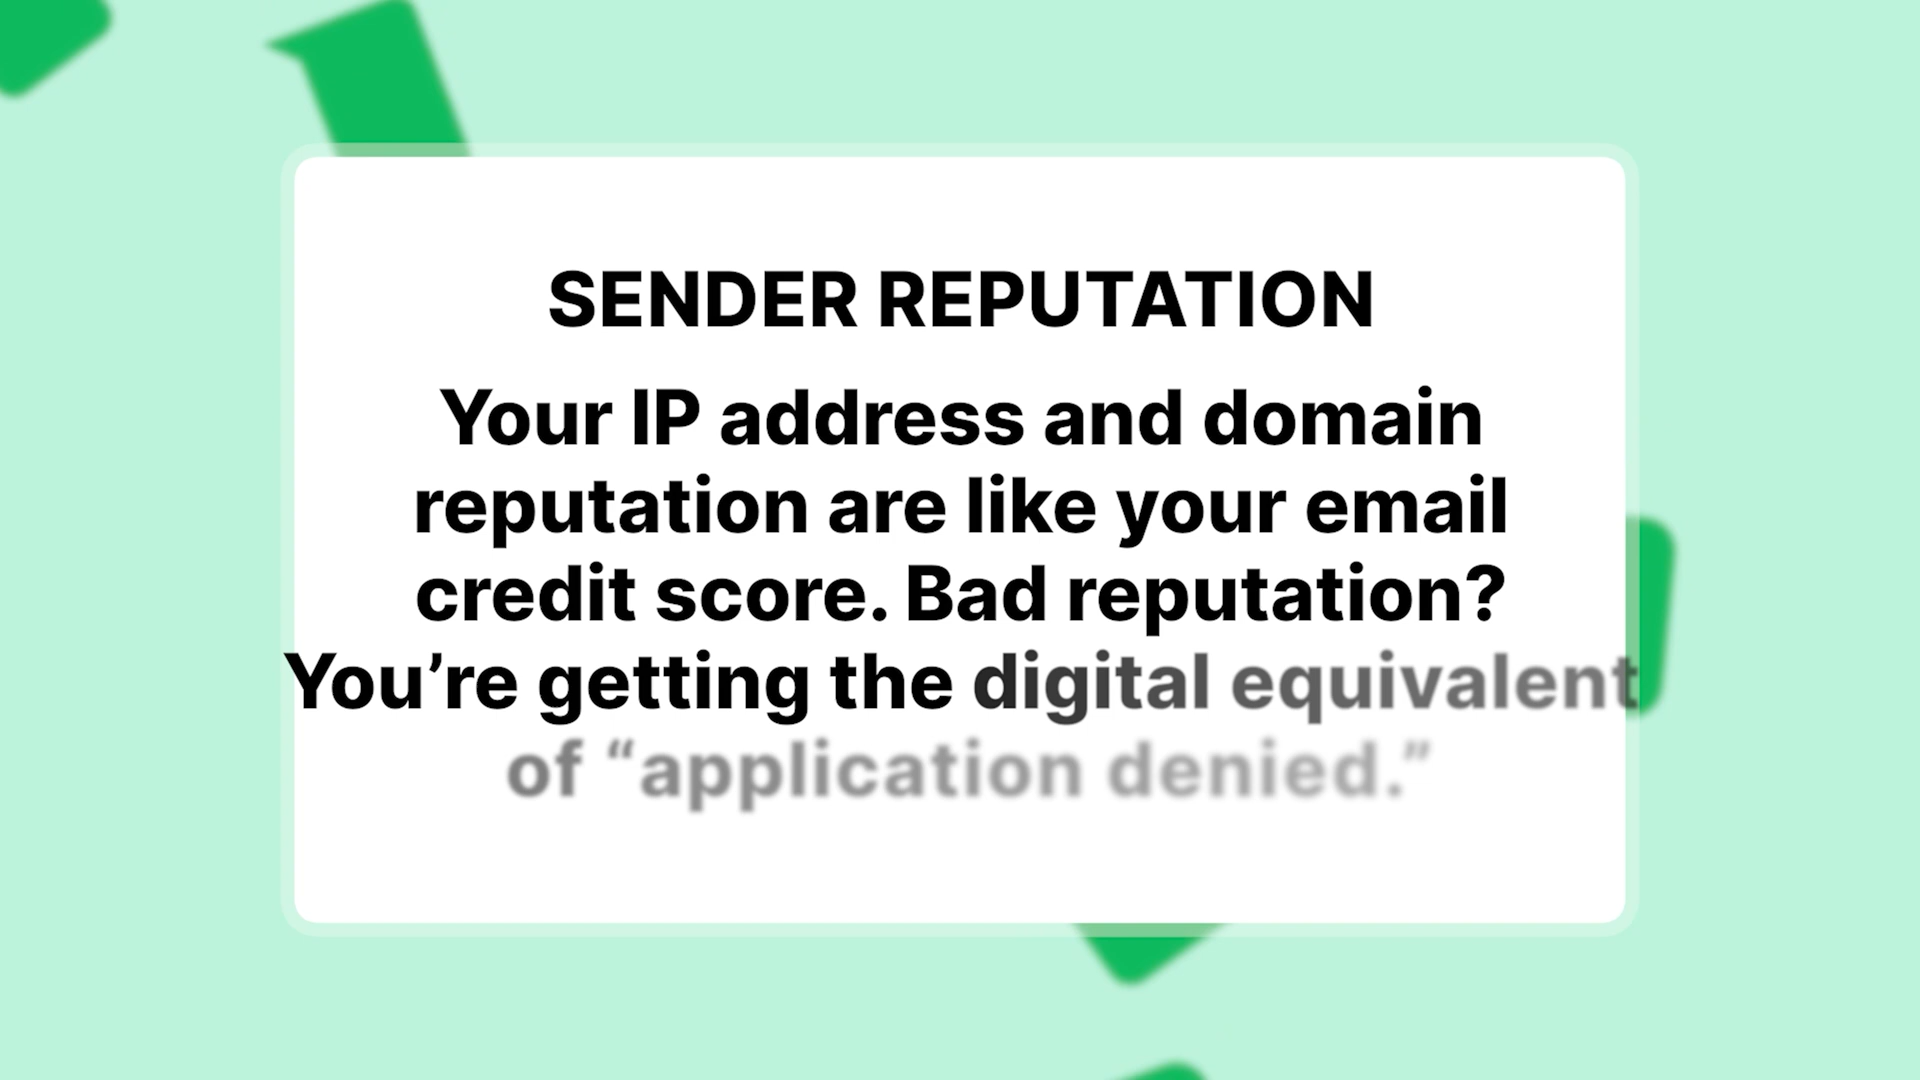 SENDER REPUTATION
Your IP address and domain
reputation are like your email
credit score. Bad reputation?
You’re getting the digital equivalent
of “application denied.”